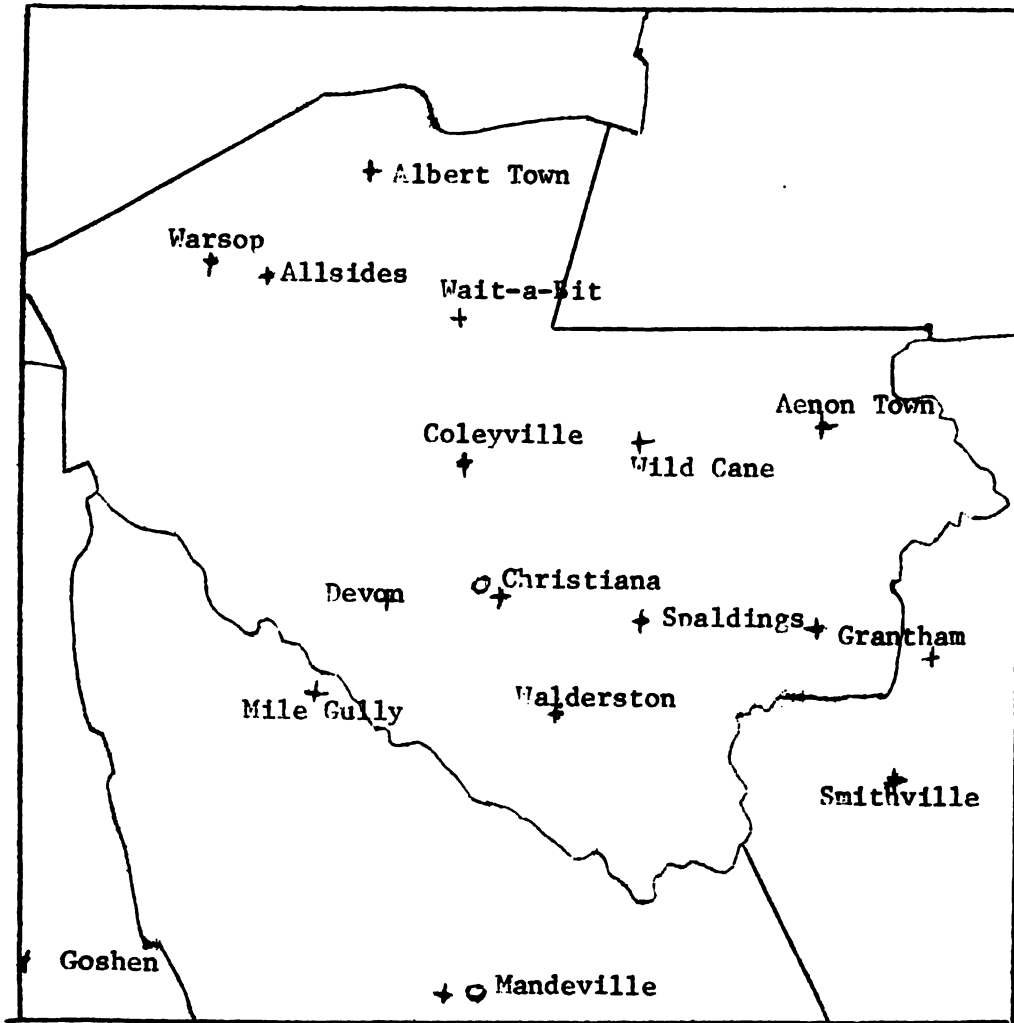 Albert Town
Warsop
Allsides
Wait-a-Bit
Aenon Town
Coleyville
Wild Cane
Christiana
Devon
Spaldings
Grantham
Walderston
Mile Gully
Smithville
Goshen
Mandeville